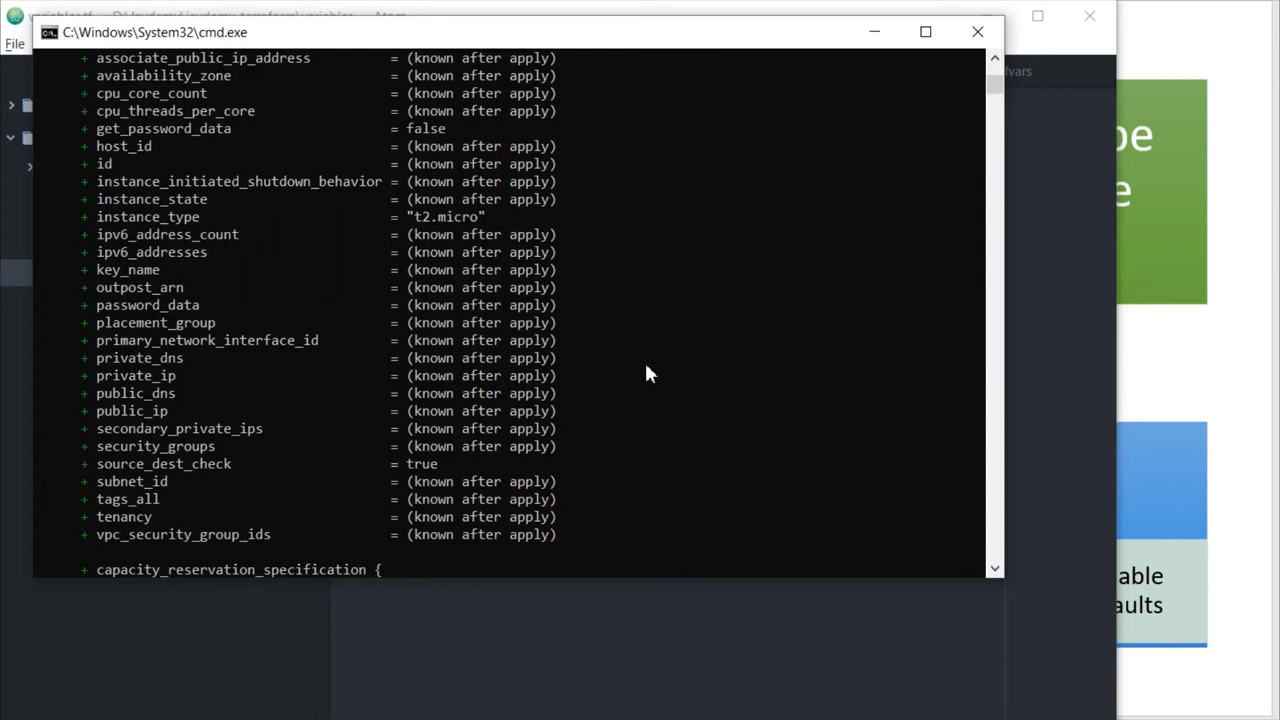 variables.tf — D:\
File
C:\Windows\System32\cmd.exe
fvars
+ associate_public_ip_address = (known after apply)
+ availability_zone = (known after apply)
+ cpu_core_count = (known after apply)
+ cpu_threads_per_core = (known after apply)
+ get_password_data = false
+ host_id = (known after apply)
+ id = (known after apply)
+ instance_initiated_shutdown_behavior = (known after apply)
+ instance_state = (known after apply)
+ instance_type = "t2.micro"
+ ipv6_address_count = (known after apply)
+ ipv6_addresses = (known after apply)
+ key_name = (known after apply)
+ outpost_arn = (known after apply)
+ password_data = (known after apply)
+ placement_group = (known after apply)
+ primary_network_interface_id = (known after apply)
+ private_dns = (known after apply)
+ private_ip = (known after apply)
+ public_dns = (known after apply)
+ public_ip = (known after apply)
+ secondary_private_ips = (known after apply)
+ security_groups = (known after apply)
+ source_dest_check = true
+ subnet_id = (known after apply)
+ tags_all = (known after apply)
+ tenancy = (known after apply)
+ vpc_security_group_ids = (known after apply)
+ capacity_reservation_specification {
pe
e
able
aults